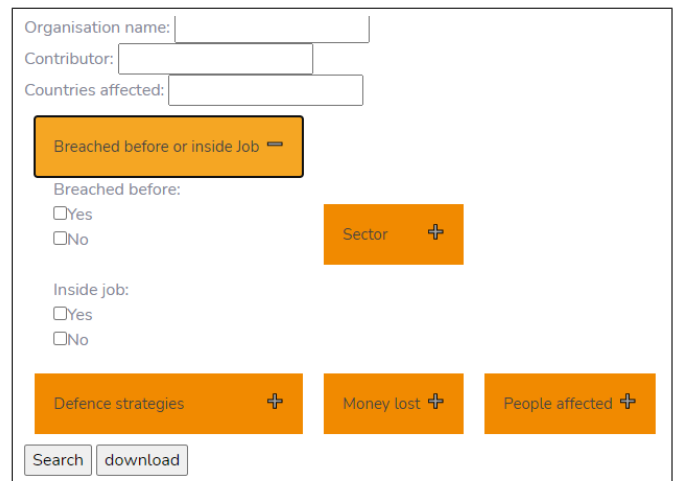 Organisation name:
Contributor:
Countries affected:
Breached before or inside Job
Breached before:
Yes
No
Sector
Inside job:
Yes
No
Defence strategies
Money lost
People affected
Search download